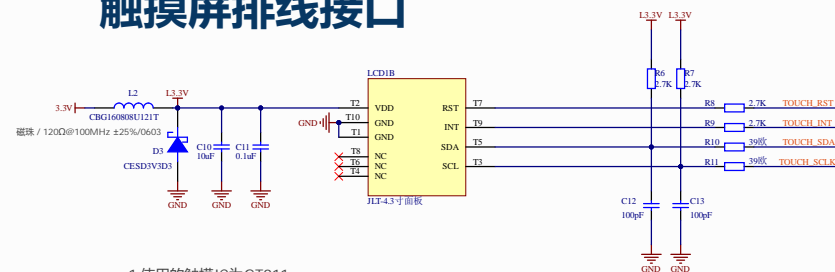 触摸屏排线接口
L3.3V L3.3V
R6 R7
2.7K 2.7K
LCD1B
L2 L3.3V
3.3V
CBG160808U121T
磁珠 / 120Ω@100MHz ±25%/0603
D3
CESD3V3D3
C10
10uF
C11
0.1uF
GND GND GND
GND
T2 VDD RST T7 R8 2.7K TOUCH_RST
T10 GND INT T9 R9 2.7K TOUCH_INT
T1 GND
SDA T5 R10 39欧 TOUCH_SDA
T8 NC
T6 NC SCL T3 R11 39欧 TOUCH_SCLK
T4 NC
JLT-4.3寸面板
C12
100pF
C13
100pF
GND GND